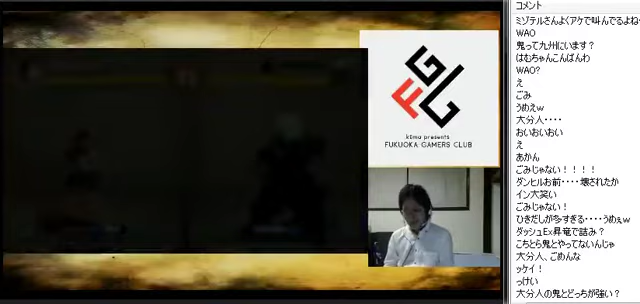 k1ma presents
FUKUOKA GAMERS CLUB
コメント
ミゾテルさんよくアケで叫んでるよね
WAO
鬼って九州にいます？
はむちゃんこんばんわ
WAO?
え
ごみ
うめえw
大分人・・・・
おいおいおい
え
あかん
ごみじゃない！！！！
ダンヒルお前・・・・壊されたか
イン大笑い
ごみじゃない！
ひきだしが多すぎる・・・・うめぇw
ダッシュEx昇竜で詰み？
こちとら鬼とやってないんじゃ
大分人、ごめんな
ッケイ！
っけい
大分人の鬼とどっちが強い？